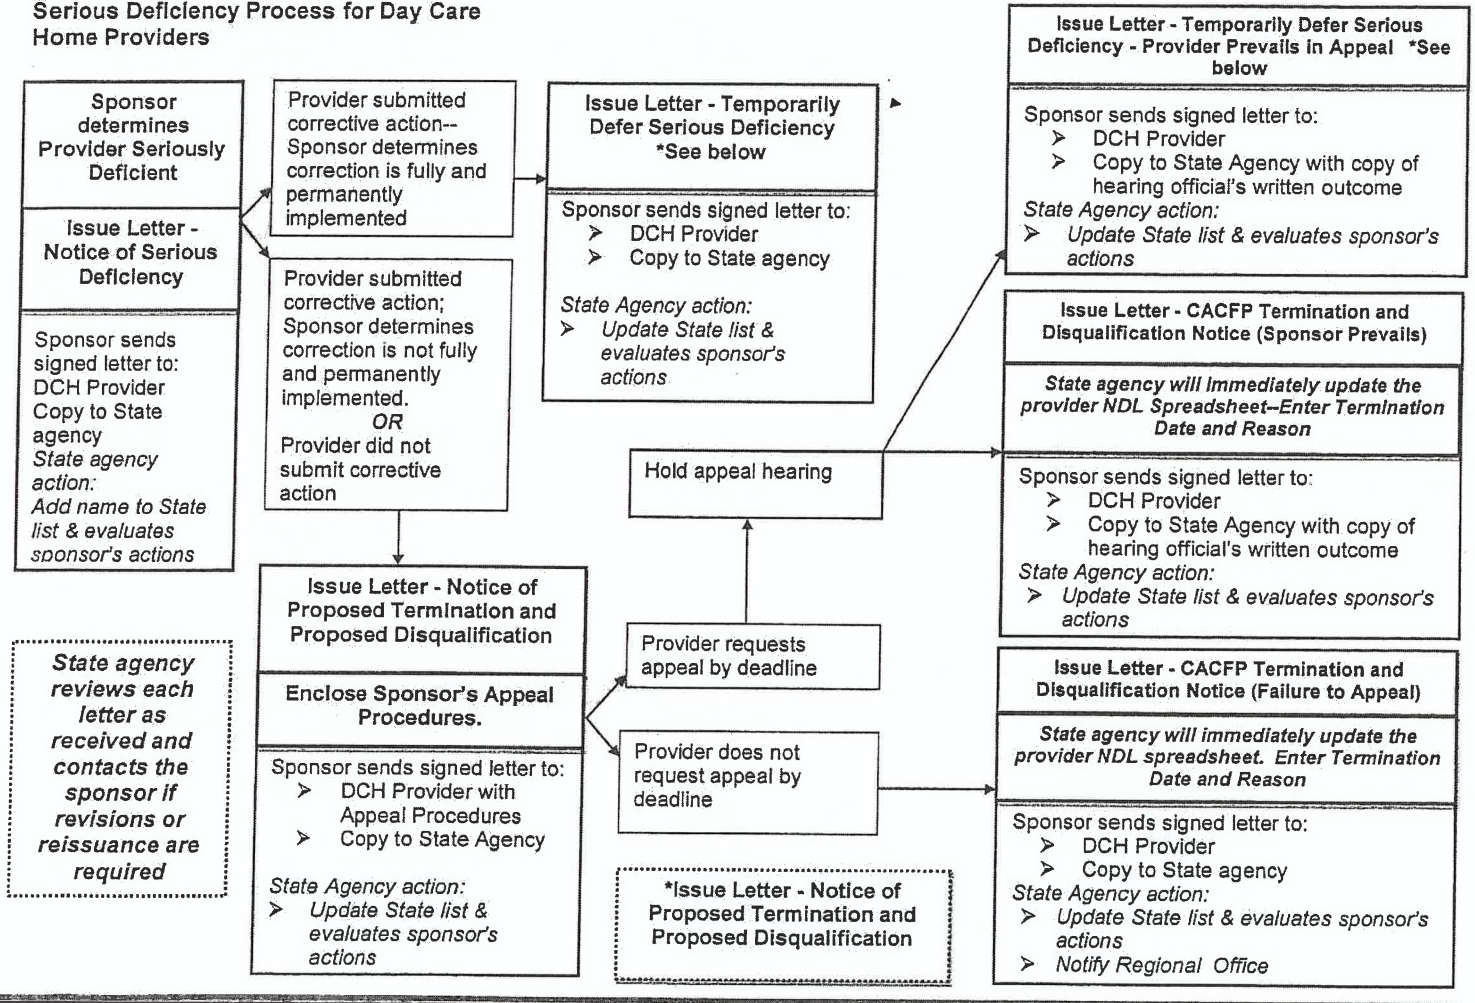 Serious Deficiency Process for Day Care
Home Providers
Sponsor
determines
Provider Seriously
Deficient
Issue Letter -
Notice of Serious
Deficiency
Sponsor sends
signed letter to:
DCH Provider
Copy to State
agency
State agency
action:
Add name to State
list & evaluates
sponsor's actions
Provider submitted
corrective action--
Sponsor determines
correction is fully and
permanently
implemented
Provider submitted
corrective action;
Sponsor determines
correction is not fully
and permanently
implemented.
OR
Provider did not
submit corrective
action
Issue Letter - Temporarily
Defer Serious Deficiency
*See below
Sponsor sends signed letter to:
➢ DCH Provider
➢ Copy to State agency
State Agency action:
➢ Update State list &
evaluates sponsor's
actions
Issue Letter - Notice of
Proposed Termination and
Proposed Disqualification
Enclose Sponsor's Appeal
Procedures.
Sponsor sends signed letter to:
➢ DCH Provider with
Appeal Procedures
➢ Copy to State Agency
State Agency action:
➢ Update State list &
evaluates sponsor's
actions
Hold appeal hearing
Provider requests
appeal by deadline
Provider does not
request appeal by
deadline
Issue Letter - Temporarily Defer Serious
Deficiency - Provider Prevails in Appeal *See
below
Sponsor sends signed letter to:
➢ DCH Provider
➢ Copy to State Agency with copy of
hearing official's written outcome
State Agency action:
➢ Update State list & evaluates sponsor's
actions
Issue Letter - CACFP Termination and
Disqualification Notice (Sponsor Prevails)
State agency will immediately update the
provider NDL Spreadsheet--Enter Termination
Date and Reason
Sponsor sends signed letter to:
➢ DCH Provider
➢ Copy to State Agency with copy of
hearing official's written outcome
State Agency action:
➢ Update State list & evaluates sponsor's
actions
Issue Letter - CACFP Termination and
Disqualification Notice (Failure to Appeal)
State agency will immediately update the
provider NDL spreadsheet. Enter Termination
Date and Reason
Sponsor sends signed letter to:
➢ DCH Provider
➢ Copy to State agency
State Agency action:
➢ Update State list & evaluates sponsor's
actions
➢ Notify Regional Office
State agency
reviews each
letter as
received and
contacts the
sponsor if
revisions or
reissuance are
required
*Issue Letter - Notice of
Proposed Termination and
Proposed Disqualification